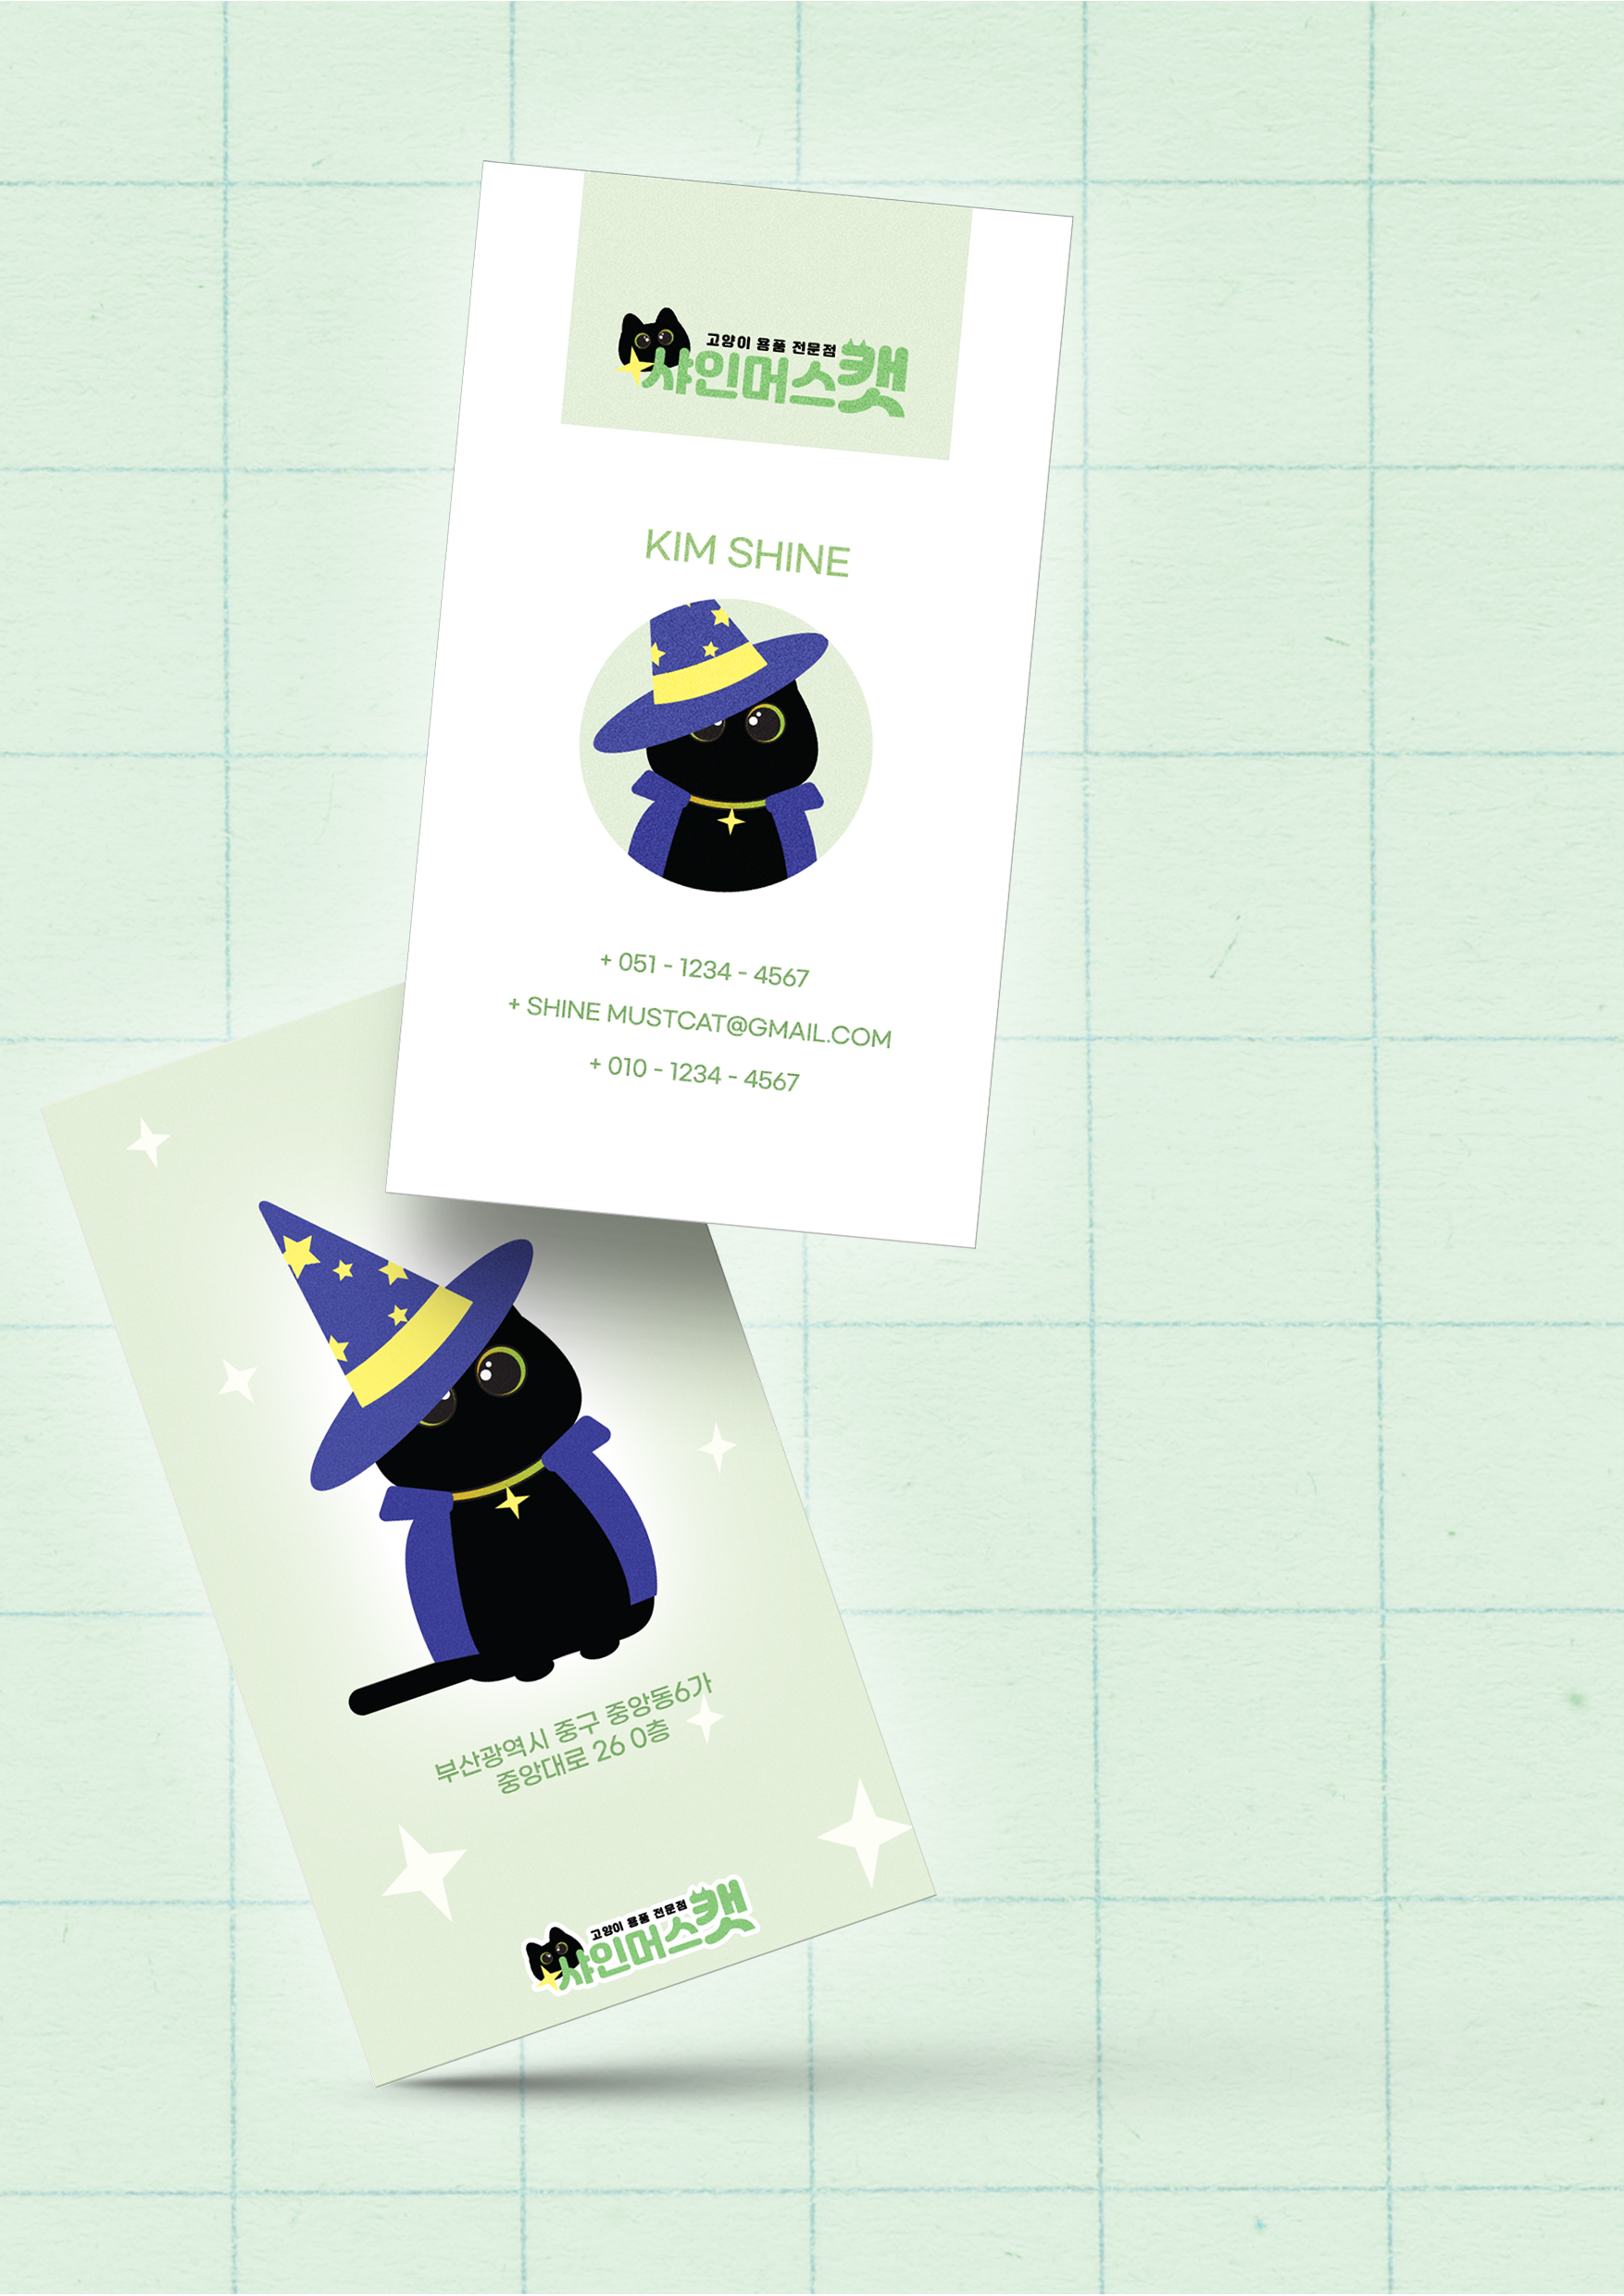 고양이 용품 전문점
샤인머스캣
KIM SHINE
+ 051 - 1234 - 4567
+ SHINE MUSTCAT@GMAIL.COM
+ 010 - 1234 - 4567
부산광역시 중구 중앙동6가
중앙대로 26 0층
고양이 용품 전문점
샤인머스캣